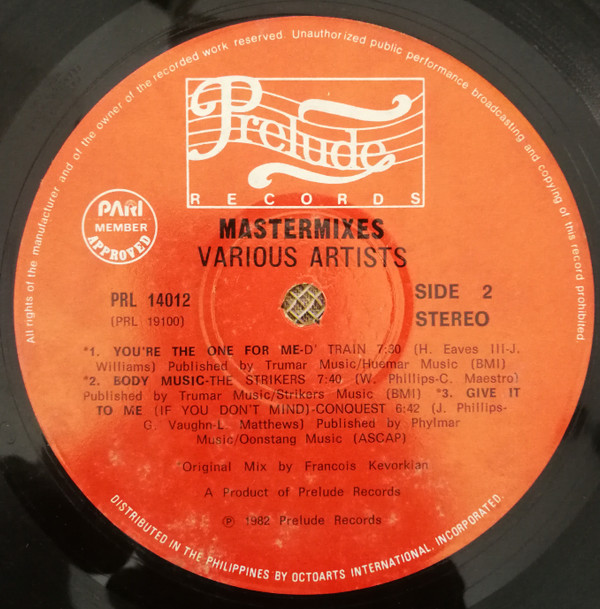 All rights of the manufacturer and of the owner of the recorded work reserved. Unauthorized public performance broadcasting and copying of this record prohibited.
Prelude
RECORDS
PARI
MEMBER
APPROVED
MASTERMIXES
VARIOUS ARTISTS
PRL 14012
(PRL 19100)
SIDE 2
STEREO
*1. YOU'RE THE ONE FOR ME-D' TRAIN 7:30 (H. Eaves III-J.
Williams) Published by Trumar Music/Huemar Music (BMI)
*2. BODY MUSIC-THE STRIKERS 7:40 (W. Phillips-C. Maestro)
Published by Trumar Music/Strikers Music (BMI) *3. GIVE IT
TO ME (IF YOU DON'T MIND)-CONQUEST 6:42 (J. Phillips-
G. Vaughn-L. Matthews) Published by Phylmar
Music/Oonstang Music (ASCAP)
*Original Mix by Francois Kevorkian
A Product of Prelude Records
℗ 1982 Prelude Records
DISTRIBUTED IN THE PHILIPPINES BY OCTOARTS INTERNATIONAL, INCORPORATED.